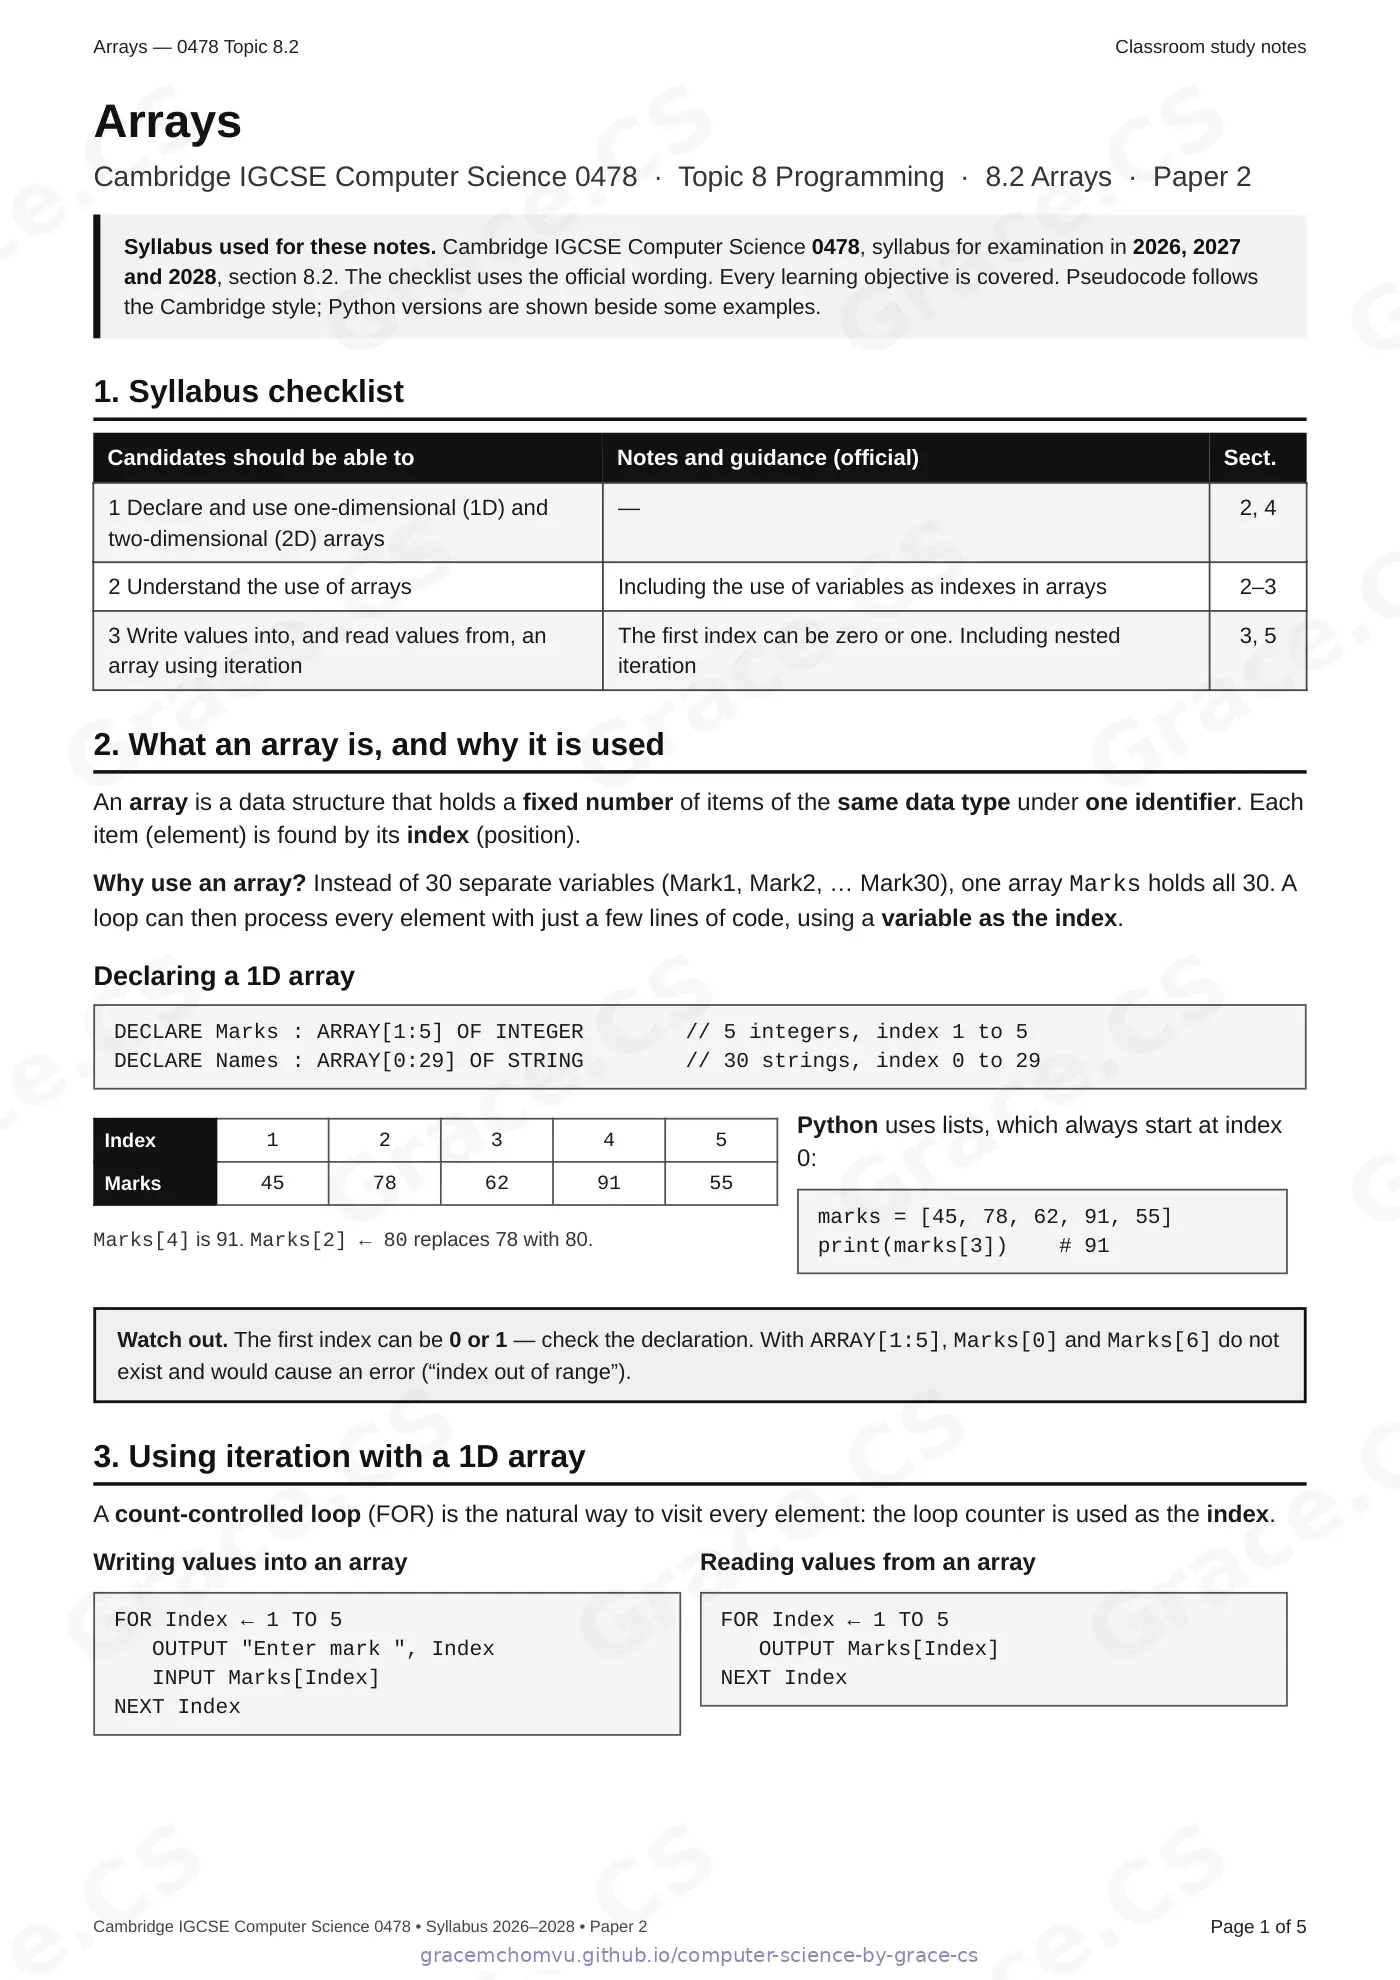 Arrays — 0478 Topic 8.2
Classroom study notes
Arrays
Cambridge IGCSE Computer Science 0478 · Topic 8 Programming · 8.2 Arrays · Paper 2
Syllabus used for these notes. Cambridge IGCSE Computer Science 0478, syllabus for examination in 2026, 2027
and 2028, section 8.2. The checklist uses the official wording. Every learning objective is covered. Pseudocode follows
the Cambridge style; Python versions are shown beside some examples.
1. Syllabus checklist
Candidates should be able to Notes and guidance (official) Sect.
1 Declare and use one-dimensional (1D) and — 2, 4
two-dimensional (2D) arrays
2 Understand the use of arrays Including the use of variables as indexes in arrays 2–3
3 Write values into, and read values from, an The first index can be zero or one. Including nested 3, 5
array using iteration iteration
2. What an array is, and why it is used
An array is a data structure that holds a fixed number of items of the same data type under one identifier. Each
item (element) is found by its index (position).
Why use an array? Instead of 30 separate variables (Mark1, Mark2, … Mark30), one array Marks holds all 30. A
loop can then process every element with just a few lines of code, using a variable as the index.
Declaring a 1D array
DECLARE Marks : ARRAY[1:5] OF INTEGER // 5 integers, index 1 to 5
DECLARE Names : ARRAY[0:29] OF STRING // 30 strings, index 0 to 29
Index 1 2 3 4 5
Marks 45 78 62 91 55
Marks[4] is 91. Marks[2] ← 80 replaces 78 with 80.
Python uses lists, which always start at index
0:
marks = [45, 78, 62, 91, 55]
print(marks[3]) # 91
Watch out. The first index can be 0 or 1 — check the declaration. With ARRAY[1:5], Marks[0] and Marks[6] do not
exist and would cause an error (“index out of range”).
3. Using iteration with a 1D array
A count-controlled loop (FOR) is the natural way to visit every element: the loop counter is used as the index.
Writing values into an array
FOR Index ← 1 TO 5
OUTPUT "Enter mark ", Index
INPUT Marks[Index]
NEXT Index
Reading values from an array
FOR Index ← 1 TO 5
OUTPUT Marks[Index]
NEXT Index
Cambridge IGCSE Computer Science 0478 • Syllabus 2026–2028 • Paper 2
Page 1 of 5
gracemchomvu.github.io/computer-science-by-grace-cs
Grace.CS